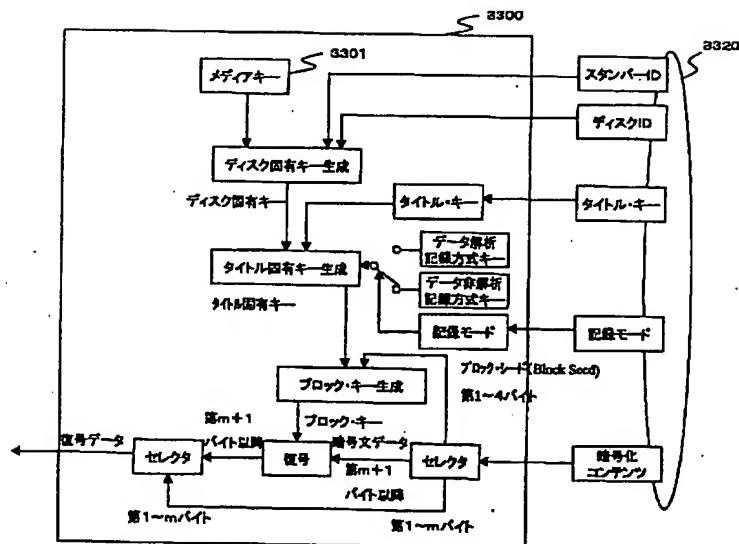 3300
3301
3320
メディアキー
スタンパーID
ディスクID
ディスク固有キー生成
ディスク固有キー
タイトル・キー
タイトル・キー
データ解析
記録方式キー
タイトル固有キー生成
データ非解析
記録方式キー
タイトル固有キー
記録モード
記録モード
ブロック・シード(Block Seed)
ブロック・キー生成
第1~4バイト
第m+1
バイト以降
ブロック・キー
復号データ
セレクタ
復号
暗号文データ
第m+1
バイト以降
セレクタ
暗号化
コンテンツ
第1~mバイト
第1~mバイト